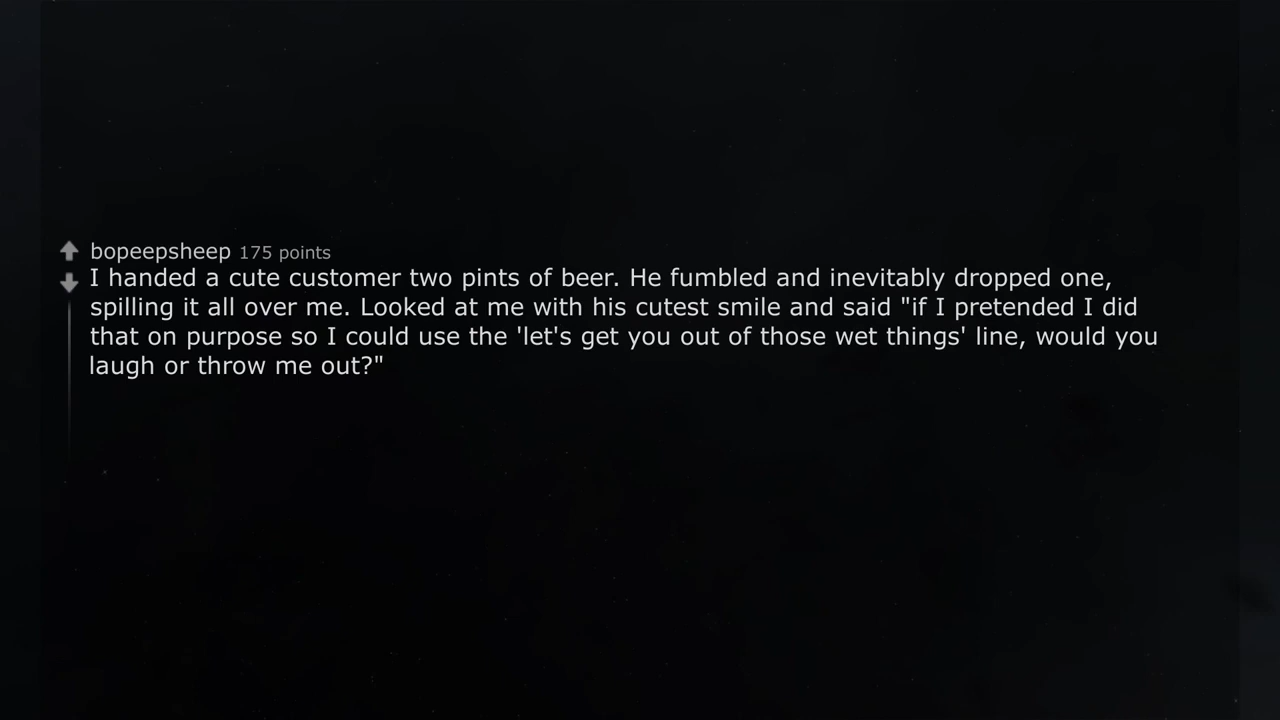 bopeepsheep 175 points
I handed a cute customer two pints of beer. He fumbled and inevitably dropped one,
spilling it all over me. Looked at me with his cutest smile and said "if I pretended I did
that on purpose so I could use the 'let's get you out of those wet things' line, would you
laugh or throw me out?"